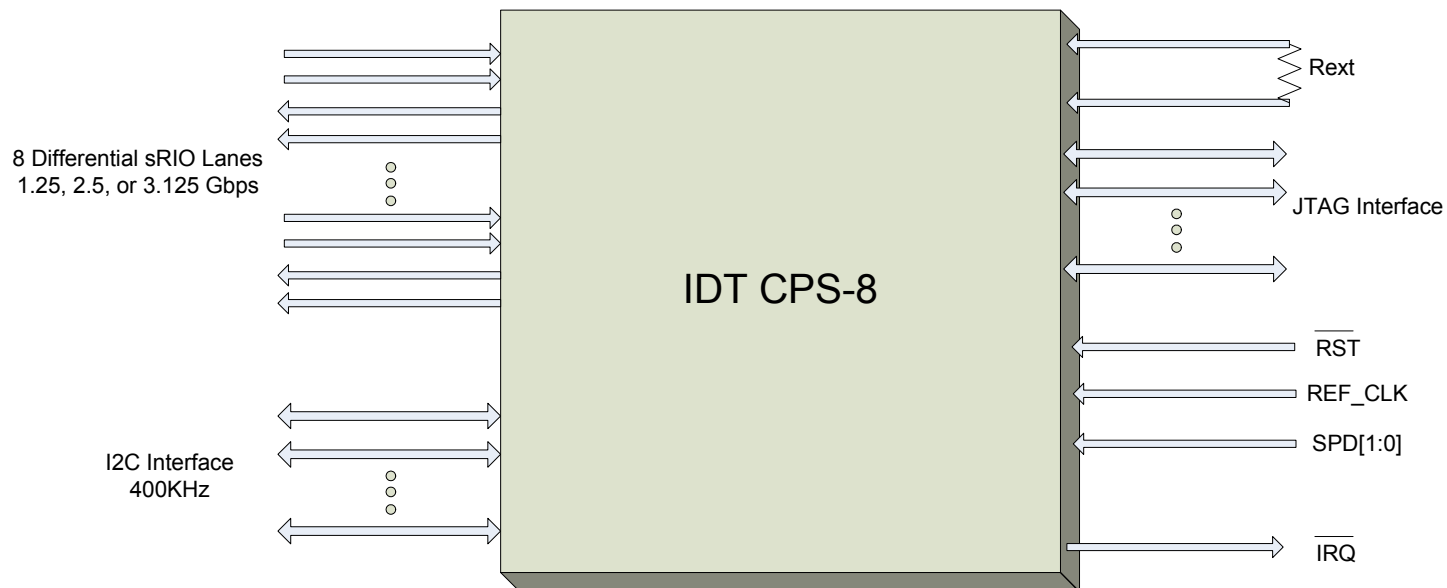 8 Differential sRIO Lanes
1.25, 2.5, or 3.125 Gbps
I2C Interface
400KHz
IDT CPS-8
Rext
JTAG Interface
RST
REF_CLK
SPD[1:0]
IRQ